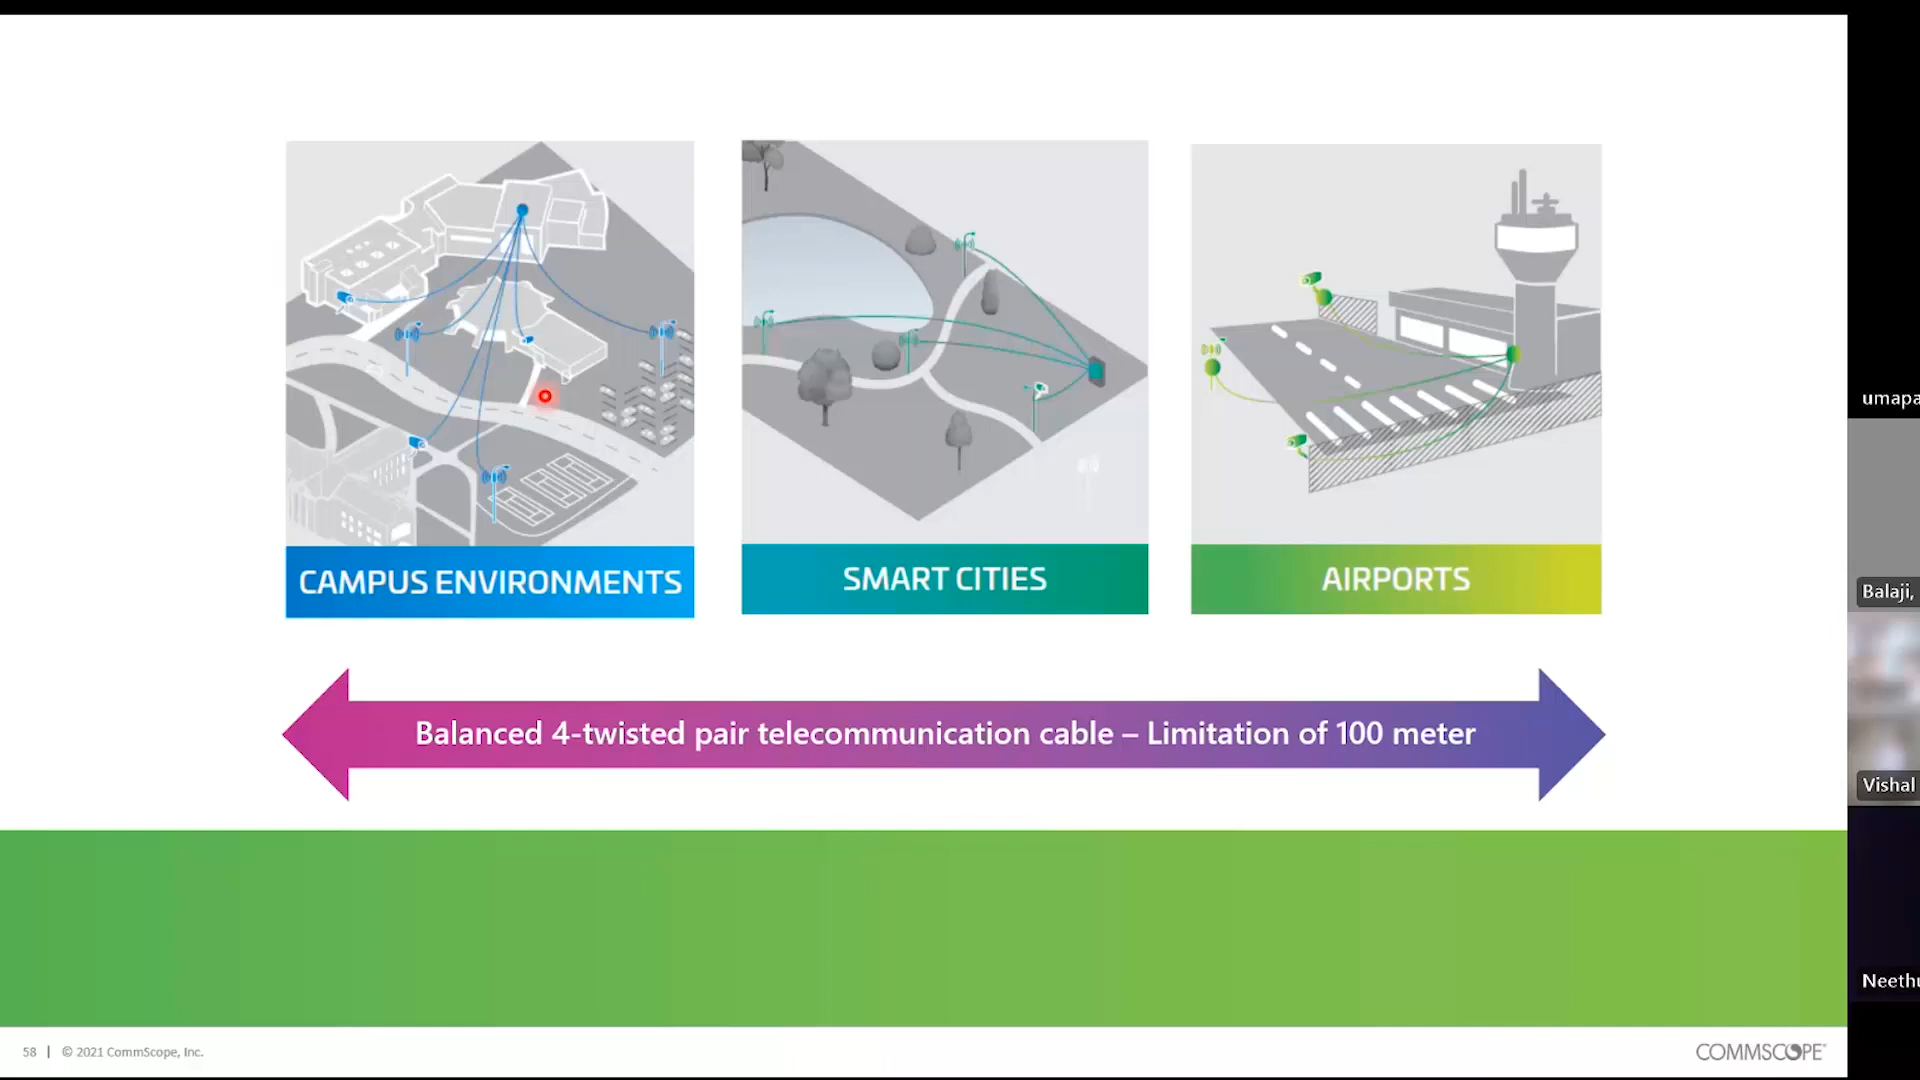 CAMPUS ENVIRONMENTS
SMART CITIES
AIRPORTS
Balanced 4-twisted pair telecommunication cable – Limitation of 100 meter
58 | © 2021 CommScope, Inc.
COMMSCOPE
umapa
Balaji,
Vishal
Neethu